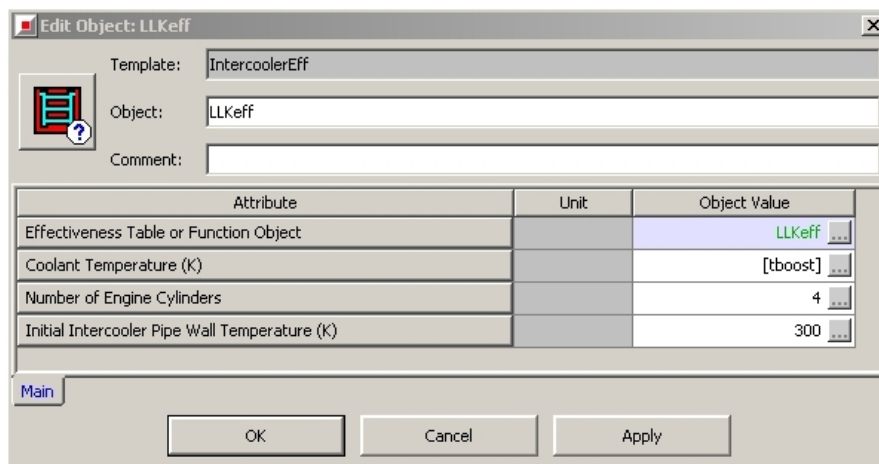 Edit Object: LLKeff
Template: IntercoolerEff
Object: LLKeff
Comment:
Attribute Unit Object Value
Effectiveness Table or Function Object LLKeff ...
Coolant Temperature (K) [tboost] ...
Number of Engine Cylinders 4 ...
Initial Intercooler Pipe Wall Temperature (K) 300 ...
Main
OK Cancel Apply